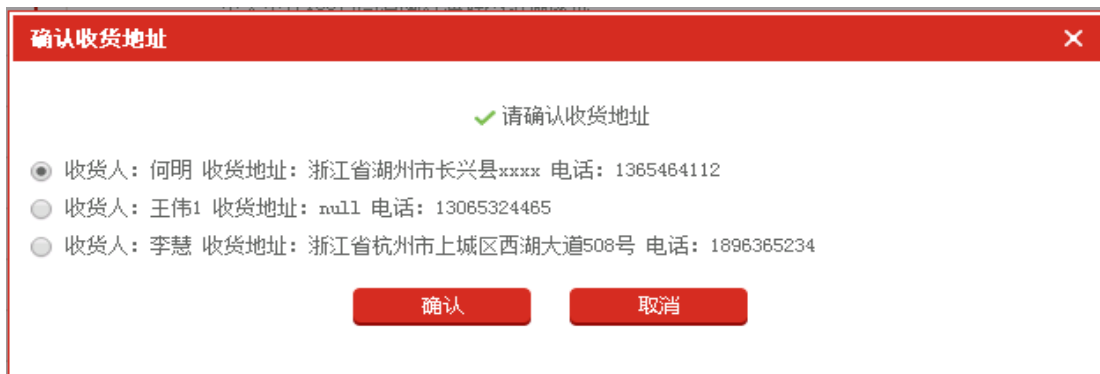 确认收货地址
请确认收货地址
收货人：何明 收货地址：浙江省湖州市长兴县xxxx 电话：1365464112
收货人：王伟1 收货地址：null 电话：13065324465
收货人：李慧 收货地址：浙江省杭州市上城区西湖大道508号 电话：1896365234
确认 取消